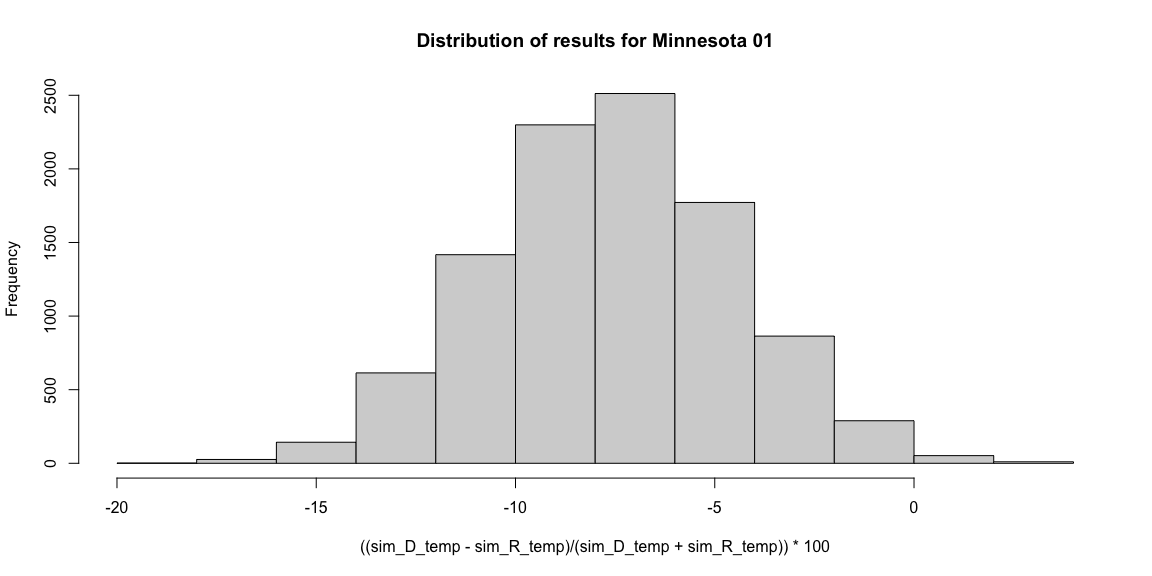 Distribution of results for Minnesota 01
Frequency
2500
2000
1500
1000
500
0
-20 -15 -10 -5 0
((sim_D_temp - sim_R_temp)/(sim_D_temp + sim_R_temp)) * 100